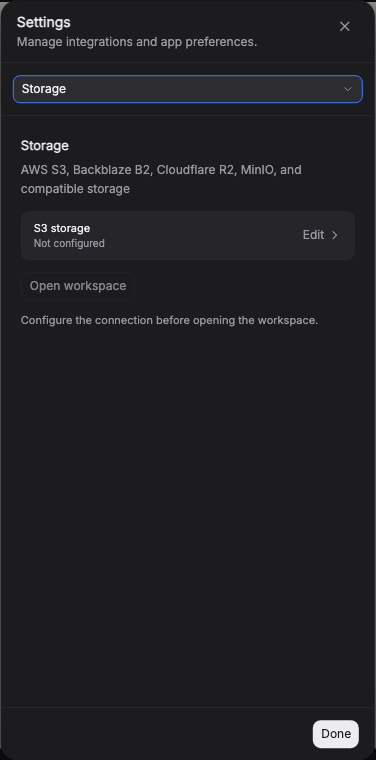 Settings
Manage integrations and app preferences.
Storage
Storage
AWS S3, Backblaze B2, Cloudflare R2, MinIO, and
compatible storage
S3 storage
Not configured
Edit
Open workspace
Configure the connection before opening the workspace.
Done